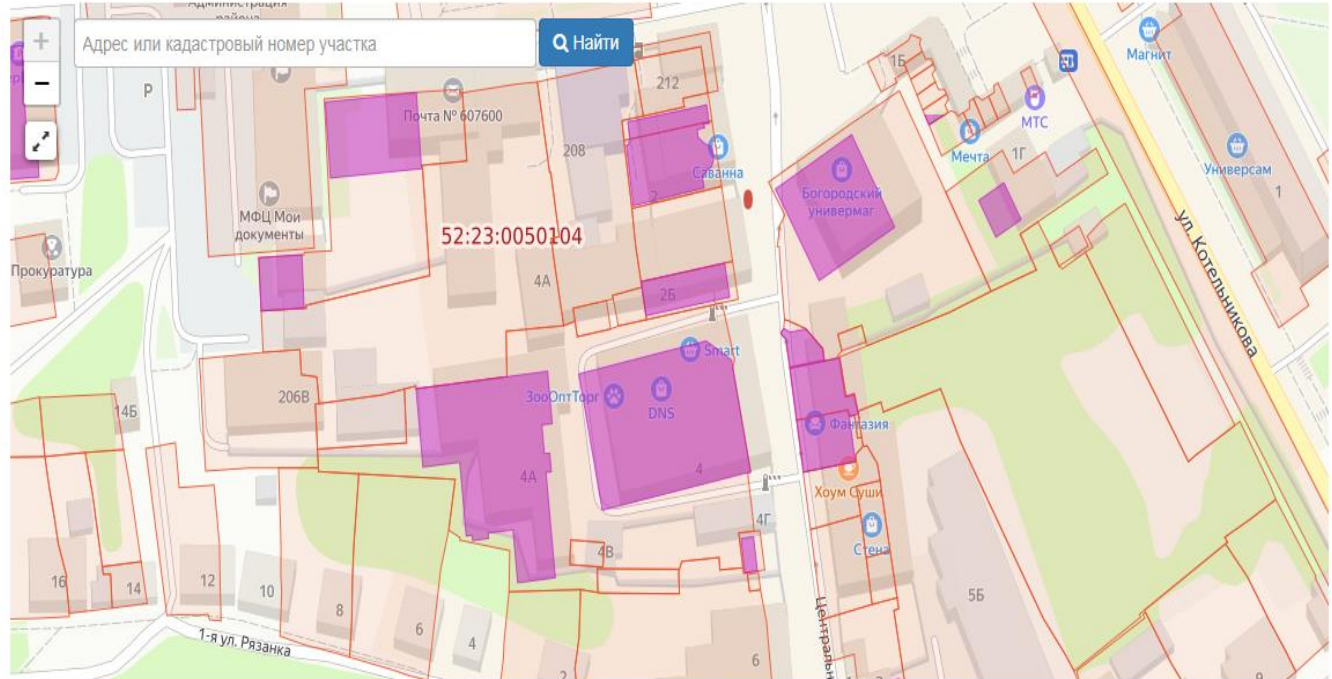 Администрация
района
+
Адрес или кадастровый номер участка
Найти
−
P
Почта № 607600
212
1Б
Магнит
МТС
208
Саванна
Мечта
1Г
Универсам
1
2
Богородский
универмаг
МФЦ Мои
документы
52:23:0050104
Прокуратура
4А
2Б
ул. Котельникова
Smart
206В
14Б
ЗооОптТорг
DNS
Фантазия
4А
4
Хоум Суши
4Г
Стена
4В
16
14
12
10
8
6
4
2
5Б
1-я ул. Рязанка
6
Центральн
9